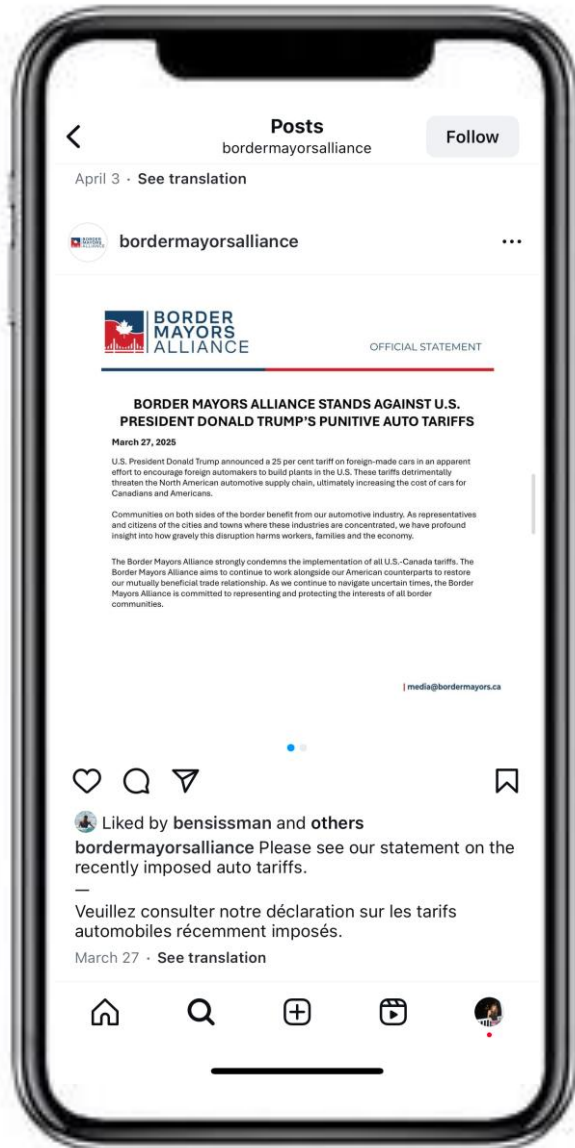 Posts
bordermayorsalliance
Follow
April 3 · See translation
BORDER MAYORS ALLIANCE
bordermayorsalliance
BORDER
MAYORS
ALLIANCE
OFFICIAL STATEMENT
BORDER MAYORS ALLIANCE STANDS AGAINST U.S.
PRESIDENT DONALD TRUMP'S PUNITIVE AUTO TARIFFS
March 27, 2025
U.S. President Donald Trump announced a 25 per cent tariff on foreign-made cars in an apparent
effort to encourage foreign automakers to build plants in the U.S. These tariffs detrimentally
threaten the North American automotive supply chain, ultimately increasing the cost of cars for
Canadians and Americans.
Communities on both sides of the border benefit from our automotive industry. As representatives
and citizens of the cities and towns where these industries are concentrated, we have profound
insight into how gravely this disruption harms workers, families and the economy.
The Border Mayors Alliance strongly condemns the implementation of all U.S.-Canada tariffs. The
Border Mayors Alliance aims to continue to work alongside our American counterparts to restore
our mutually beneficial trade relationship. As we continue to navigate uncertain times, the Border
Mayors Alliance is committed to representing and protecting the interests of all border
communities.
| media@bordermayors.ca
Liked by bensissman and others
bordermayorsalliance Please see our statement on the
recently imposed auto tariffs.
—
Veuillez consulter notre déclaration sur les tarifs
automobiles récemment imposés.
March 27 · See translation